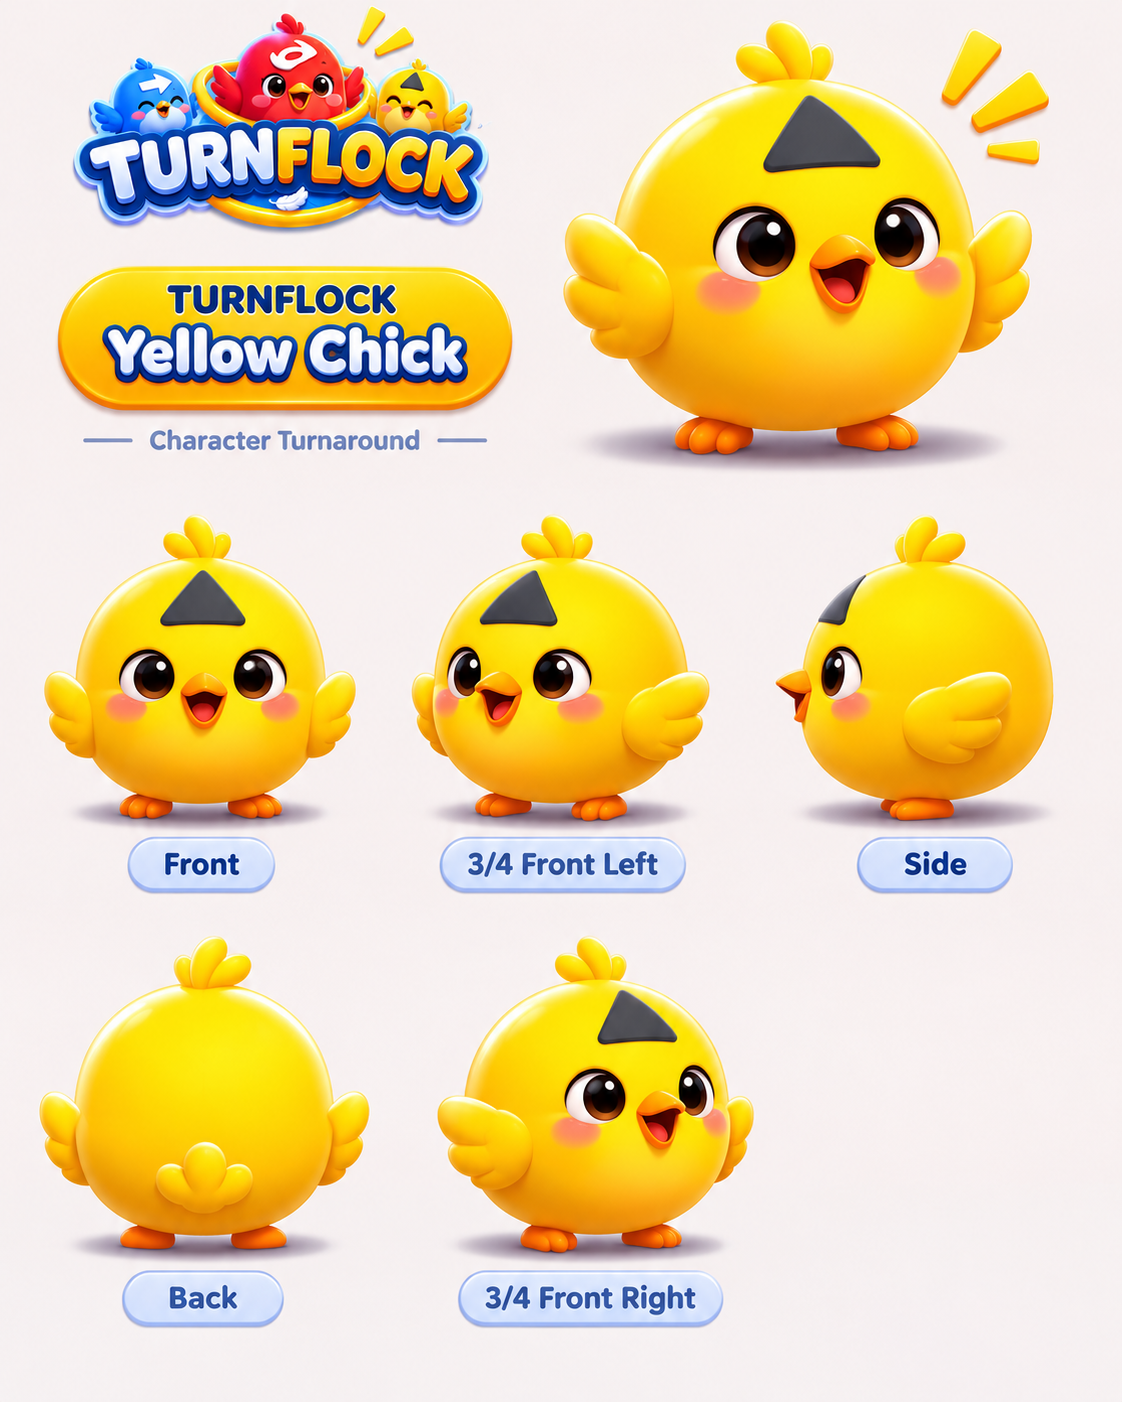 TURNFLOCK
TURNFLOCK
Yellow Chick
Character Turnaround
Front
3/4 Front Left
Side
Back
3/4 Front Right